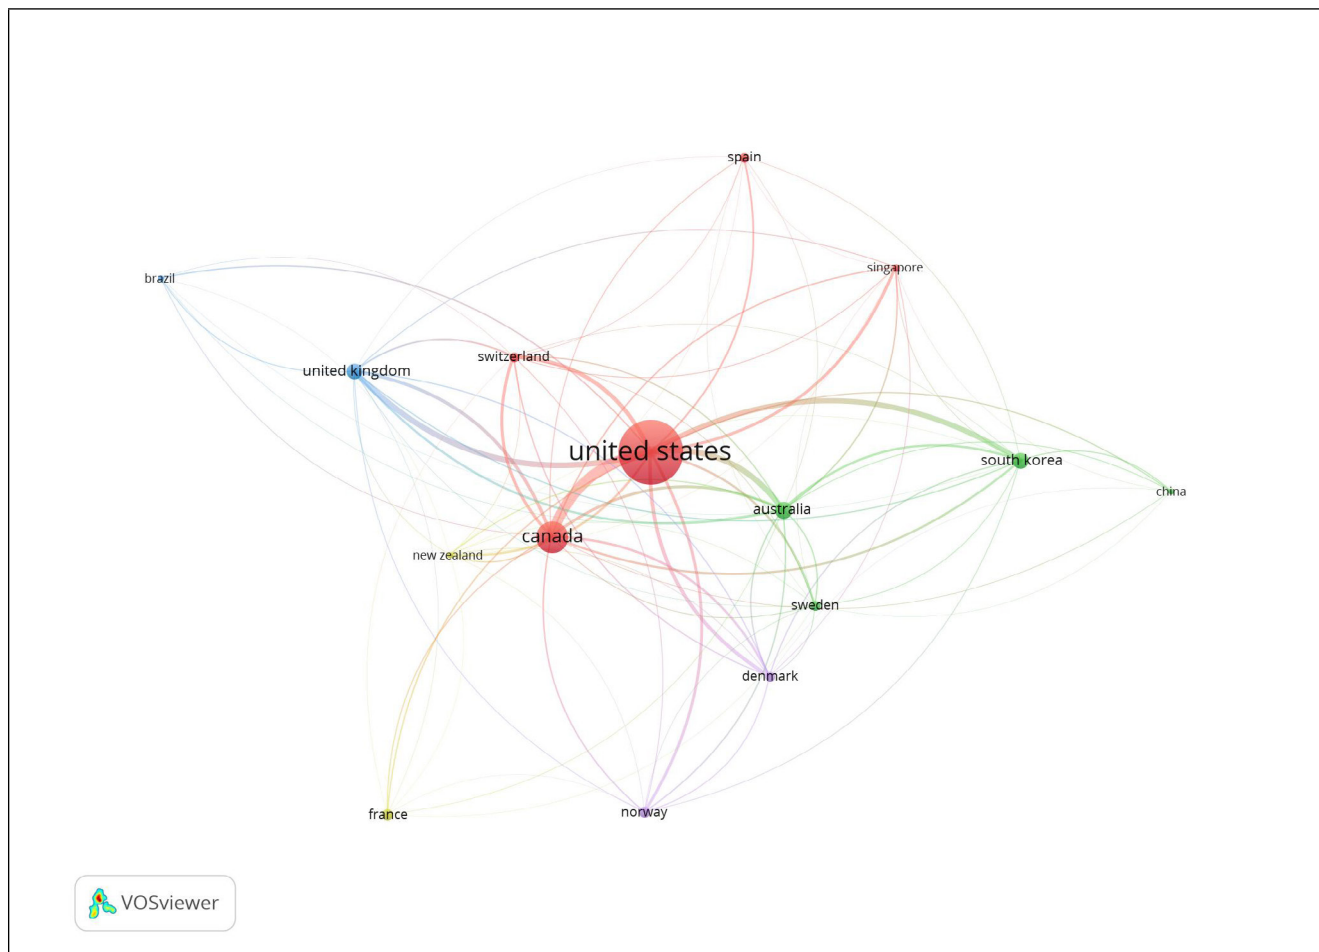 spain
singapore
brazil
switzerland
united kingdom
united states
south korea
china
australia
canada
new zealand
sweden
denmark
france
norway
VOSviewer